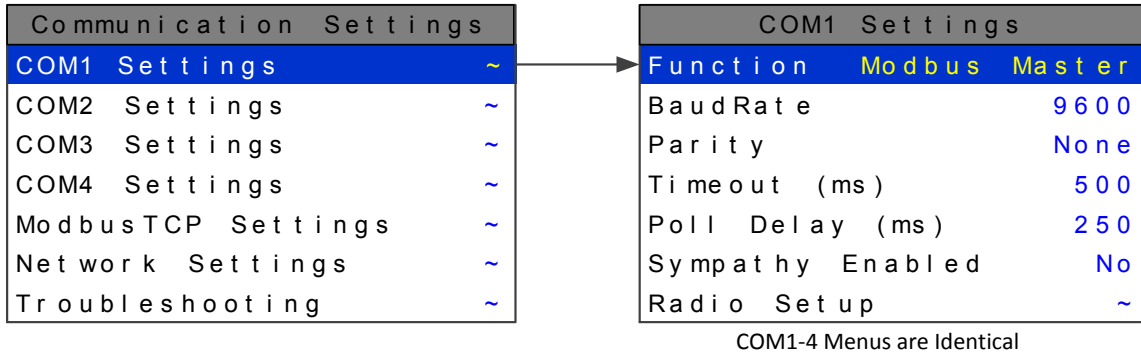 Communication Settings
COM1 Settings ~
COM2 Settings ~
COM3 Settings ~
COM4 Settings ~
ModbusTCP Settings ~
Network Settings ~
Troubleshooting ~
COM1 Settings
Function Modbus Master
BaudRate 9600
Parity None
Timeout (ms) 500
Poll Delay (ms) 250
Sympathy Enabled No
Radio Setup ~
COM1-4 Menus are Identical